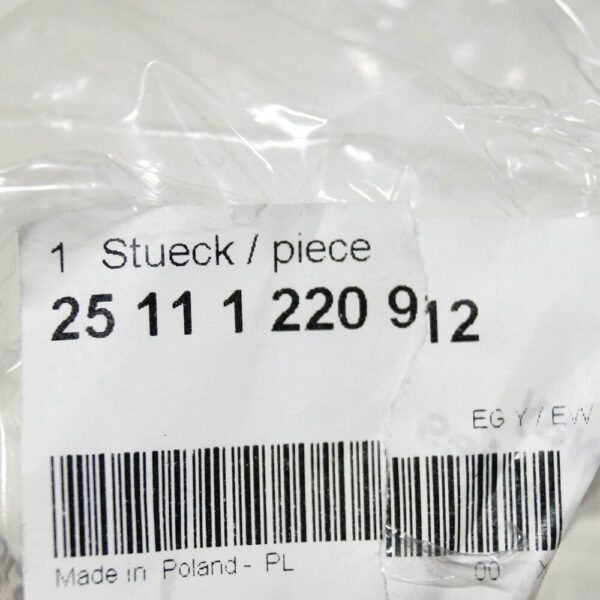 1 Stueck / piece
25 11 1 220 912
EG Y / EW
Made in Poland - PL
00 X